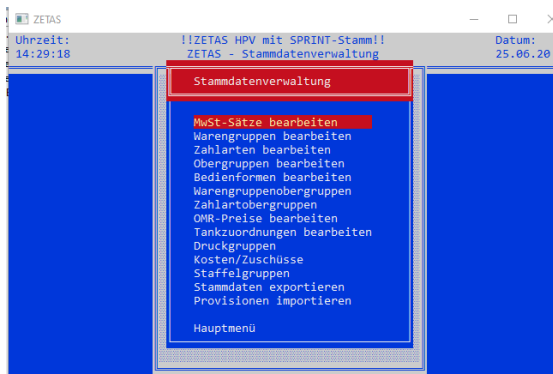 ZETAS
Uhrzeit: !!ZETAS HPV mit SPRINT-Stamm!! Datum:
14:29:18 ZETAS - Stammdatenverwaltung 25.06.20
Stammdatenverwaltung
MwSt-Sätze bearbeiten
Warengruppen bearbeiten
Zahlarten bearbeiten
Obergruppen bearbeiten
Bedienformen bearbeiten
Warengruppenobergruppen
Zahlartobergruppen
OMR-Preise bearbeiten
Tankzuordnungen bearbeiten
Druckgruppen
Kosten/Zuschüsse
Staffelgruppen
Stammdaten exportieren
Provisionen importieren
Hauptmenü